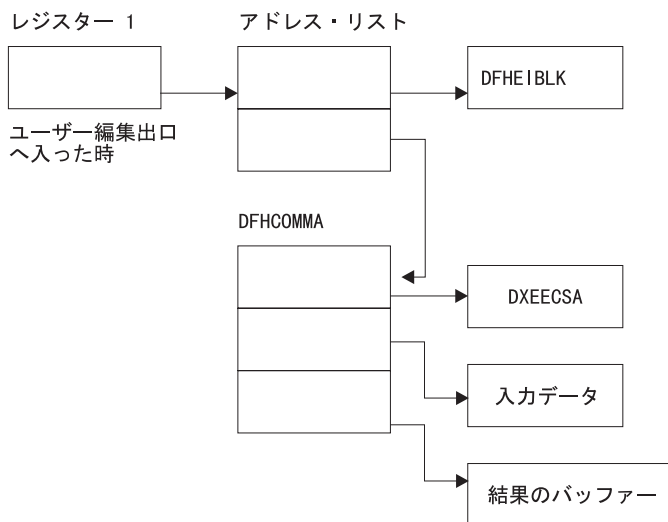 レジスター 1
アドレス・リスト
DFHEIBLK
ユーザー編集出口
へ入った時
DFHCOMMA
DXEECSA
入力データ
結果のバッファー